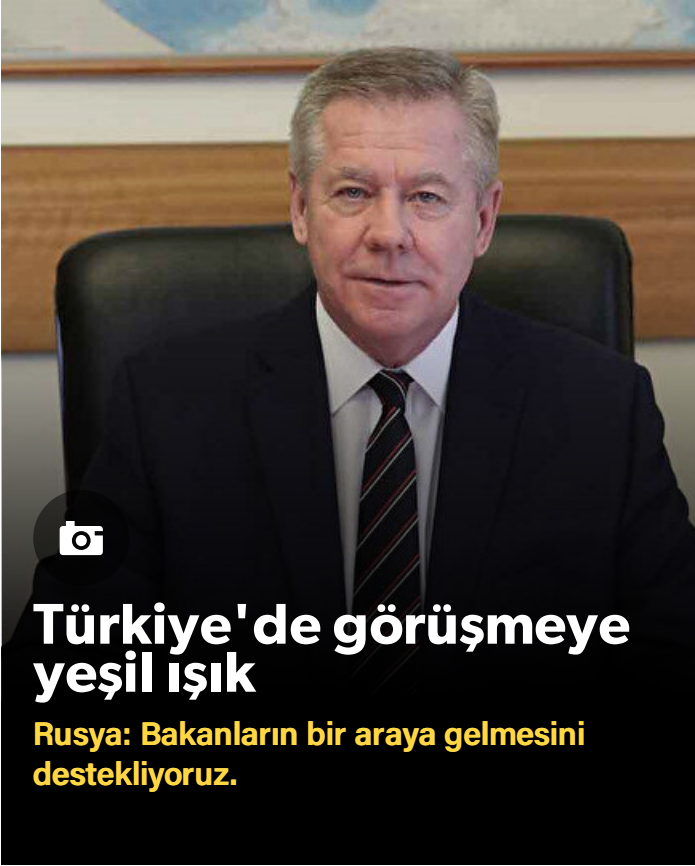 Türkiye'de görüşmeye
yeşil ışık
Rusya: Bakanların bir araya gelmesini
destekliyoruz.